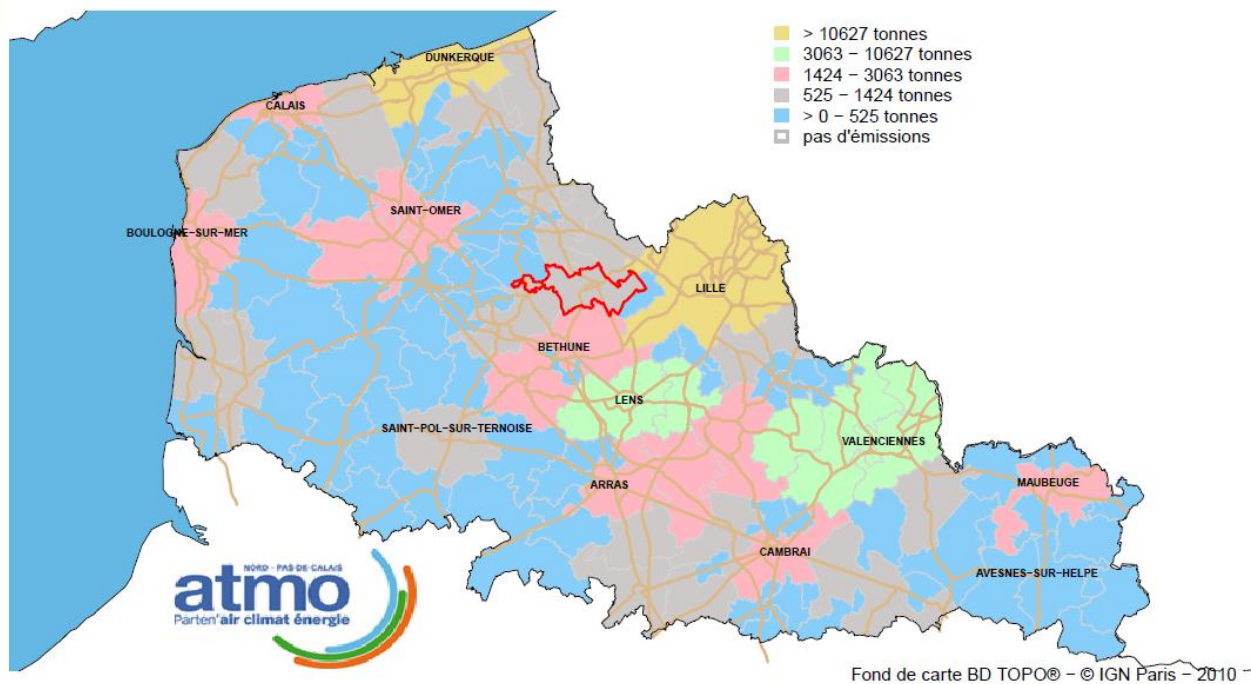 > 10627 tonnes
3063 − 10627 tonnes
1424 − 3063 tonnes
525 − 1424 tonnes
> 0 − 525 tonnes
pas d'émissions
DUNKERQUE
CALAIS
SAINT−OMER
BOULOGNE−SUR−MER
LILLE
BETHUNE
LENS
SAINT−POL−SUR−TERNOISE
VALENCIENNES
ARRAS
MAUBEUGE
CAMBRAI
AVESNES−SUR−HELPE
NORD - PAS-DE-CALAIS
atmo
Parten'air climat énergie
Fond de carte BD TOPO® − © IGN Paris − 2010